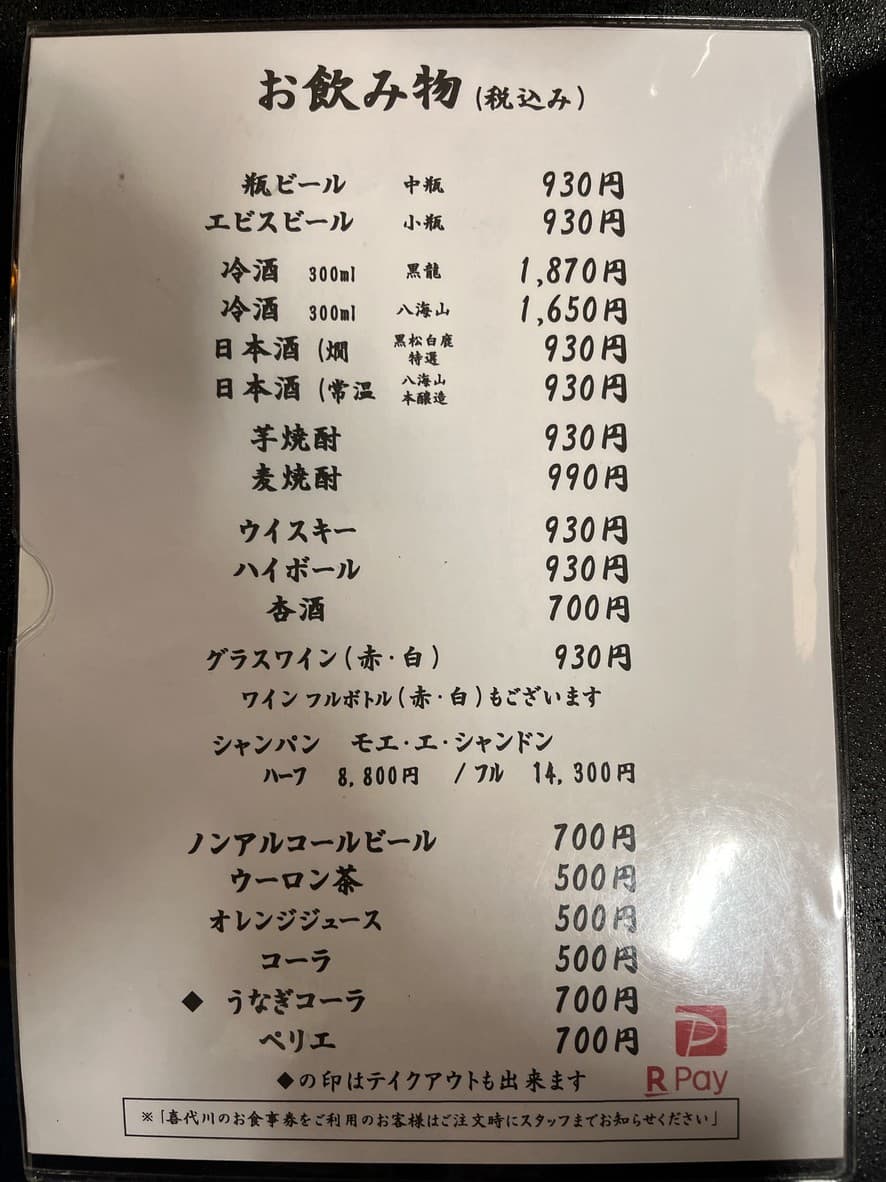 お飲み物 (税込み)
瓶ビール 中瓶 930円
エビスビール 小瓶 930円
冷酒 300ml 黒龍 1,870円
冷酒 300ml 八海山 1,650円
日本酒 (燗 黒松白鹿 特選 930円
日本酒 (常温 八海山 本醸造 930円
芋焼酎 930円
麦焼酎 990円
ウイスキー 930円
ハイボール 930円
杏酒 700円
グラスワイン(赤・白) 930円
ワイン フルボトル(赤・白)もございます
シャンパン モエ・エ・シャンドン
ハーフ 8,800円 / フル 14,300円
ノンアルコールビール 700円
ウーロン茶 500円
オレンジジュース 500円
コーラ 500円
◆ うなぎコーラ 700円
ペリエ 700円
◆の印はテイクアウトも出来ます
R Pay
※「喜代川のお食事券をご利用のお客様はご注文時にスタッフまでお知らせください」